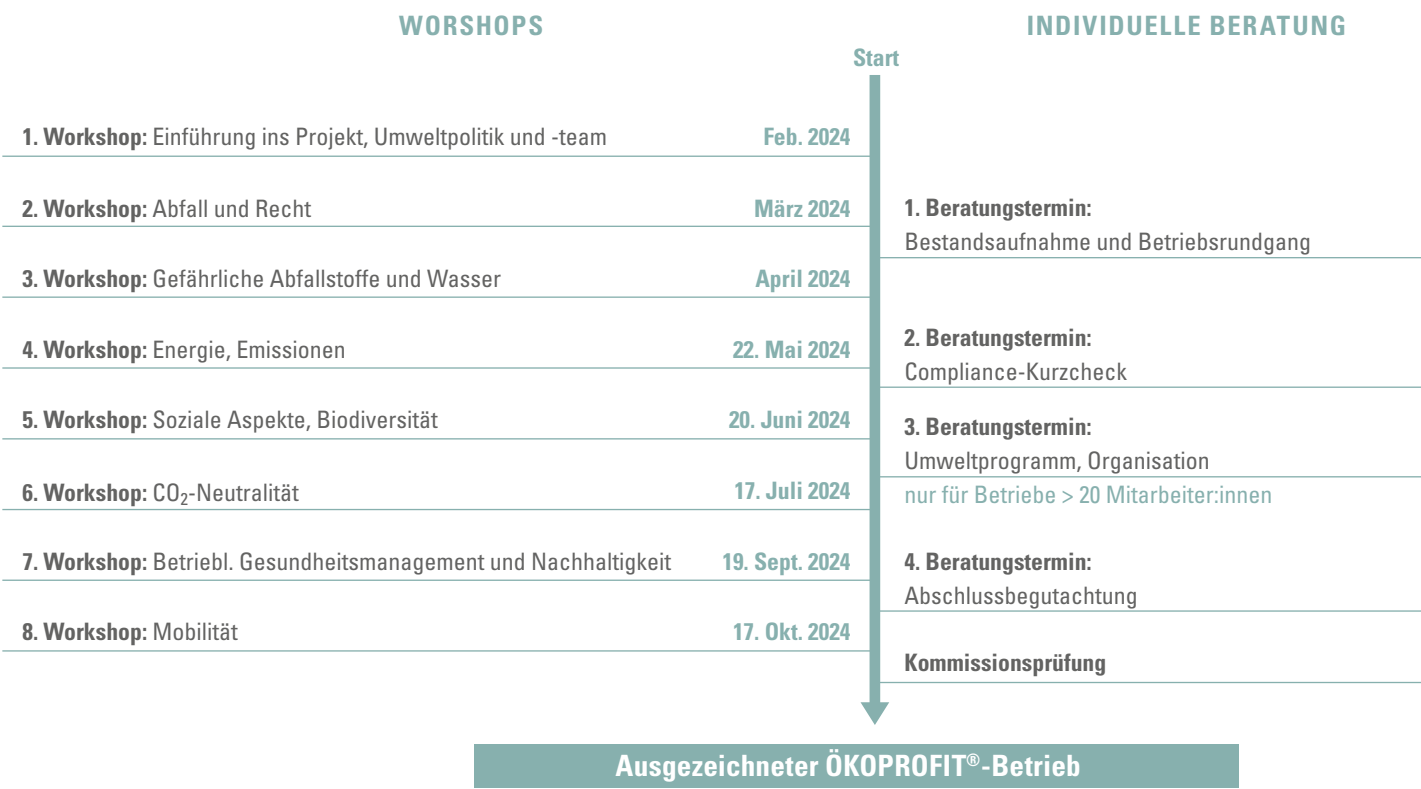 WORSHOPS
Start
1. Workshop: Einführung ins Projekt, Umweltpolitik und -team Feb. 2024
2. Workshop: Abfall und Recht März 2024
3. Workshop: Gefährliche Abfallstoffe und Wasser April 2024
4. Workshop: Energie, Emissionen 22. Mai 2024
5. Workshop: Soziale Aspekte, Biodiversität 20. Juni 2024
6. Workshop: CO₂-Neutralität 17. Juli 2024
7. Workshop: Betriebl. Gesundheitsmanagement und Nachhaltigkeit 19. Sept. 2024
8. Workshop: Mobilität 17. Okt. 2024
INDIVIDUELLE BERATUNG
1. Beratungstermin:
Bestandsaufnahme und Betriebsrundgang
2. Beratungstermin:
Compliance-Kurzcheck
3. Beratungstermin:
Umweltprogramm, Organisation
nur für Betriebe > 20 Mitarbeiter:innen
4. Beratungstermin:
Abschlussbegutachtung
Kommissionsprüfung
Ausgezeichneter ÖKOPROFIT®-Betrieb